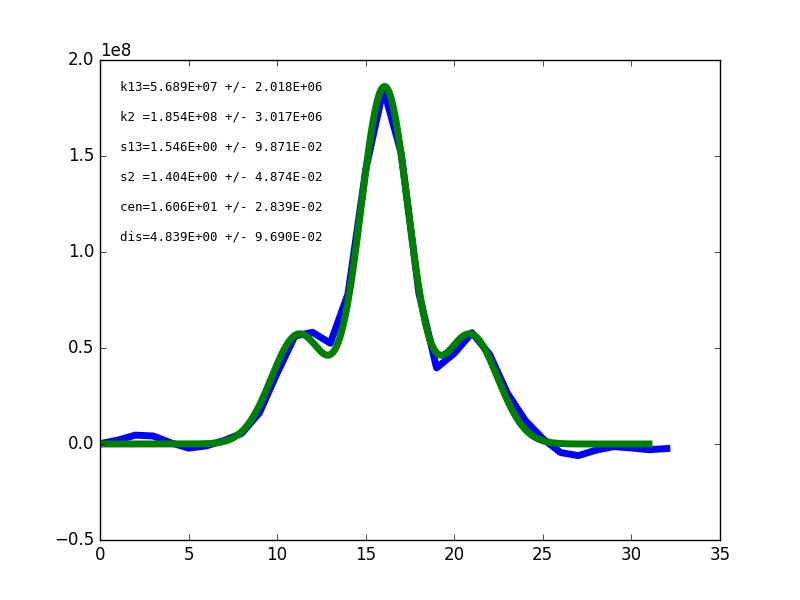 1e8
2.0
k13=5.689E+07 +/- 2.018E+06
k2 =1.854E+08 +/- 3.017E+06
1.5
s13=1.546E+00 +/- 9.871E-02
s2 =1.404E+00 +/- 4.874E-02
cen=1.606E+01 +/- 2.839E-02
dis=4.839E+00 +/- 9.690E-02
1.0
0.5
0.0
−0.5
0 5 10 15 20 25 30 35